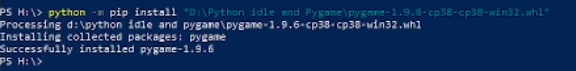 PS H:\> python -m pip install "D:\Python idle and Pygame\pygame-1.9.6-cp38-cp38-win32.whl"
Processing d:\python idle and pygame\pygame-1.9.6-cp38-cp38-win32.whl
Installing collected packages: pygame
Successfully installed pygame-1.9.6
PS H:\>